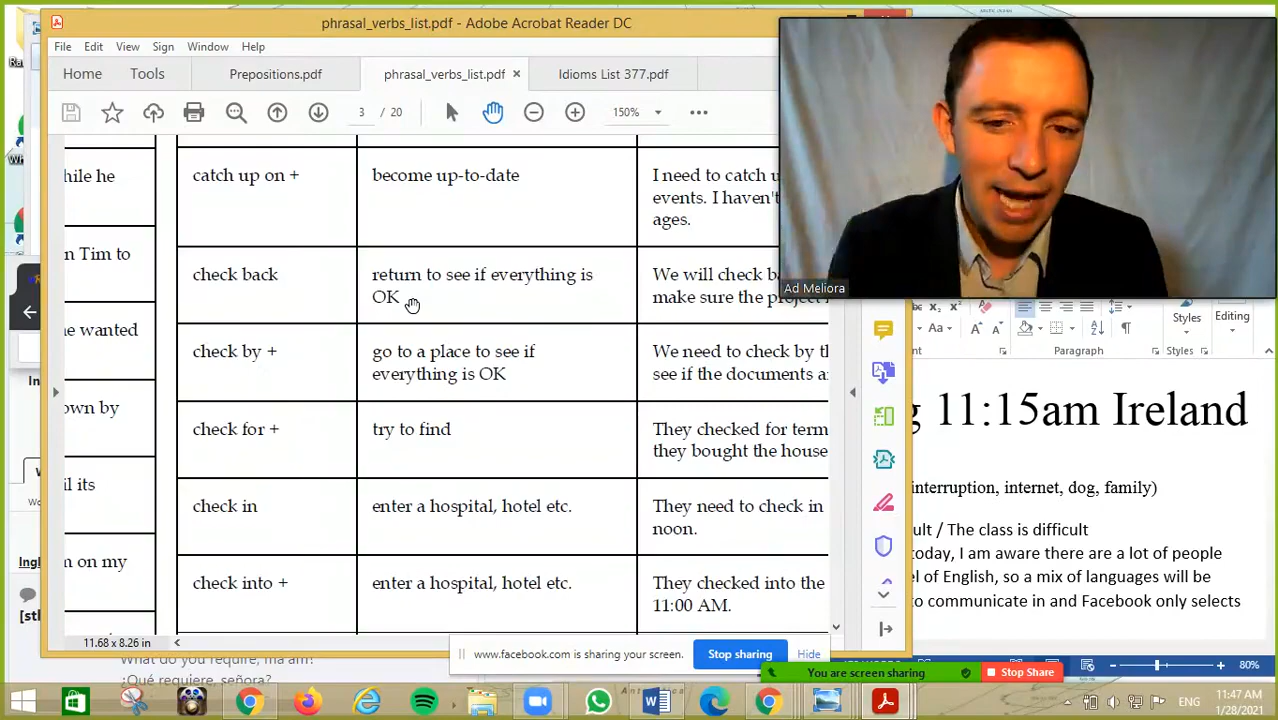 phrasal_verbs_list.pdf - Adobe Acrobat Reader DC
File Edit View Sign Window Help
Home Tools Prepositions.pdf phrasal_verbs_list.pdf × Idioms List 377.pdf
3 / 20 150%
hile he
n Tim to
ne wanted
own by
il its
m on my
catch up on + become up-to-date I need to catch u
events. I haven't
ages.
check back return to see if everything is We will check ba
OK make sure the project
check by + go to a place to see if We need to check by th
everything is OK see if the documents a
check for + try to find They checked for term
they bought the house
check in enter a hospital, hotel etc. They need to check in
noon.
check into + enter a hospital, hotel etc. They checked into the
11:00 AM.
11.68 x 8.26 in
Ad Meliora
Aa
Paragraph
Styles
Styles
Editing
g 11:15am Ireland
interruption, internet, dog, family)
ult / The class is difficult
today, I am aware there are a lot of people
el of English, so a mix of languages will be
to communicate in and Facebook only selects
Ingl
[stl
What do you require, ma'am?
¿Qué requiere, señora?
www.facebook.com is sharing your screen. Stop sharing Hide
You are screen sharing Stop Share
80%
ENG
11:47 AM
1/28/2021